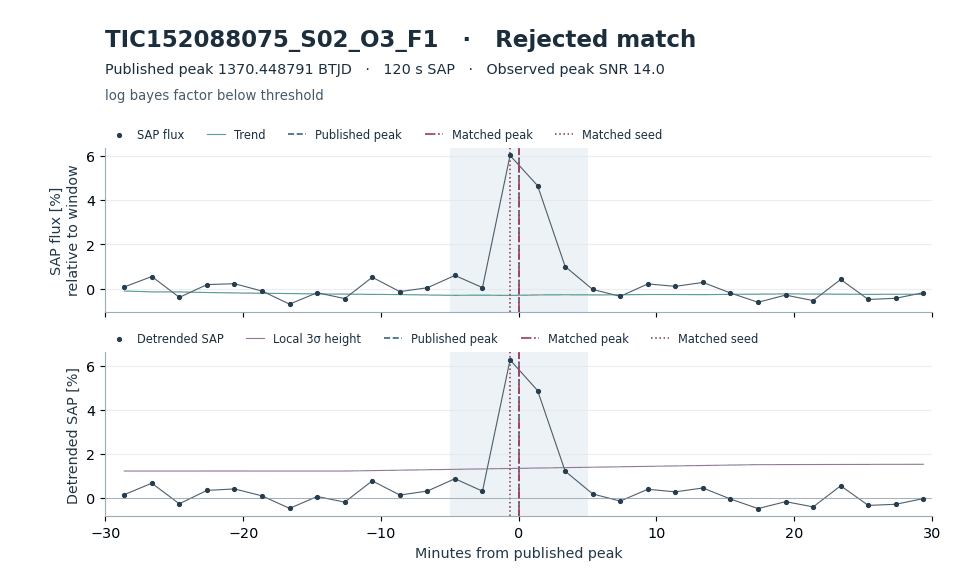 TIC152088075_S02_O3_F1 · Rejected match
Published peak 1370.448791 BTJD · 120 s SAP · Observed peak SNR 14.0
log bayes factor below threshold
SAP flux Trend Published peak Matched peak Matched seed
SAP flux [%]
relative to window
6
4
2
0
Detrended SAP Local 3σ height Published peak Matched peak Matched seed
Detrended SAP [%]
6
4
2
0
−30 −20 −10 0 10 20 30
Minutes from published peak